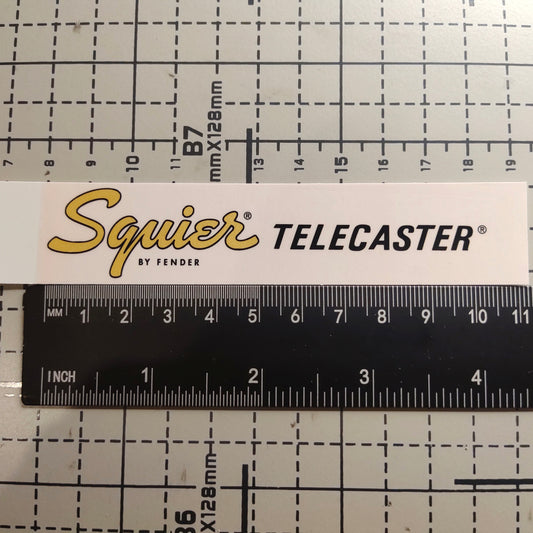 B7
mmX128mm
7 8 9 10 11 13 15 17 18 19
Squier® TELECASTER®
BY FENDER
MM 1 2 3 4 5 6 7 8 9 10 11
INCH 1 2 3 4
B6
mmX128mm